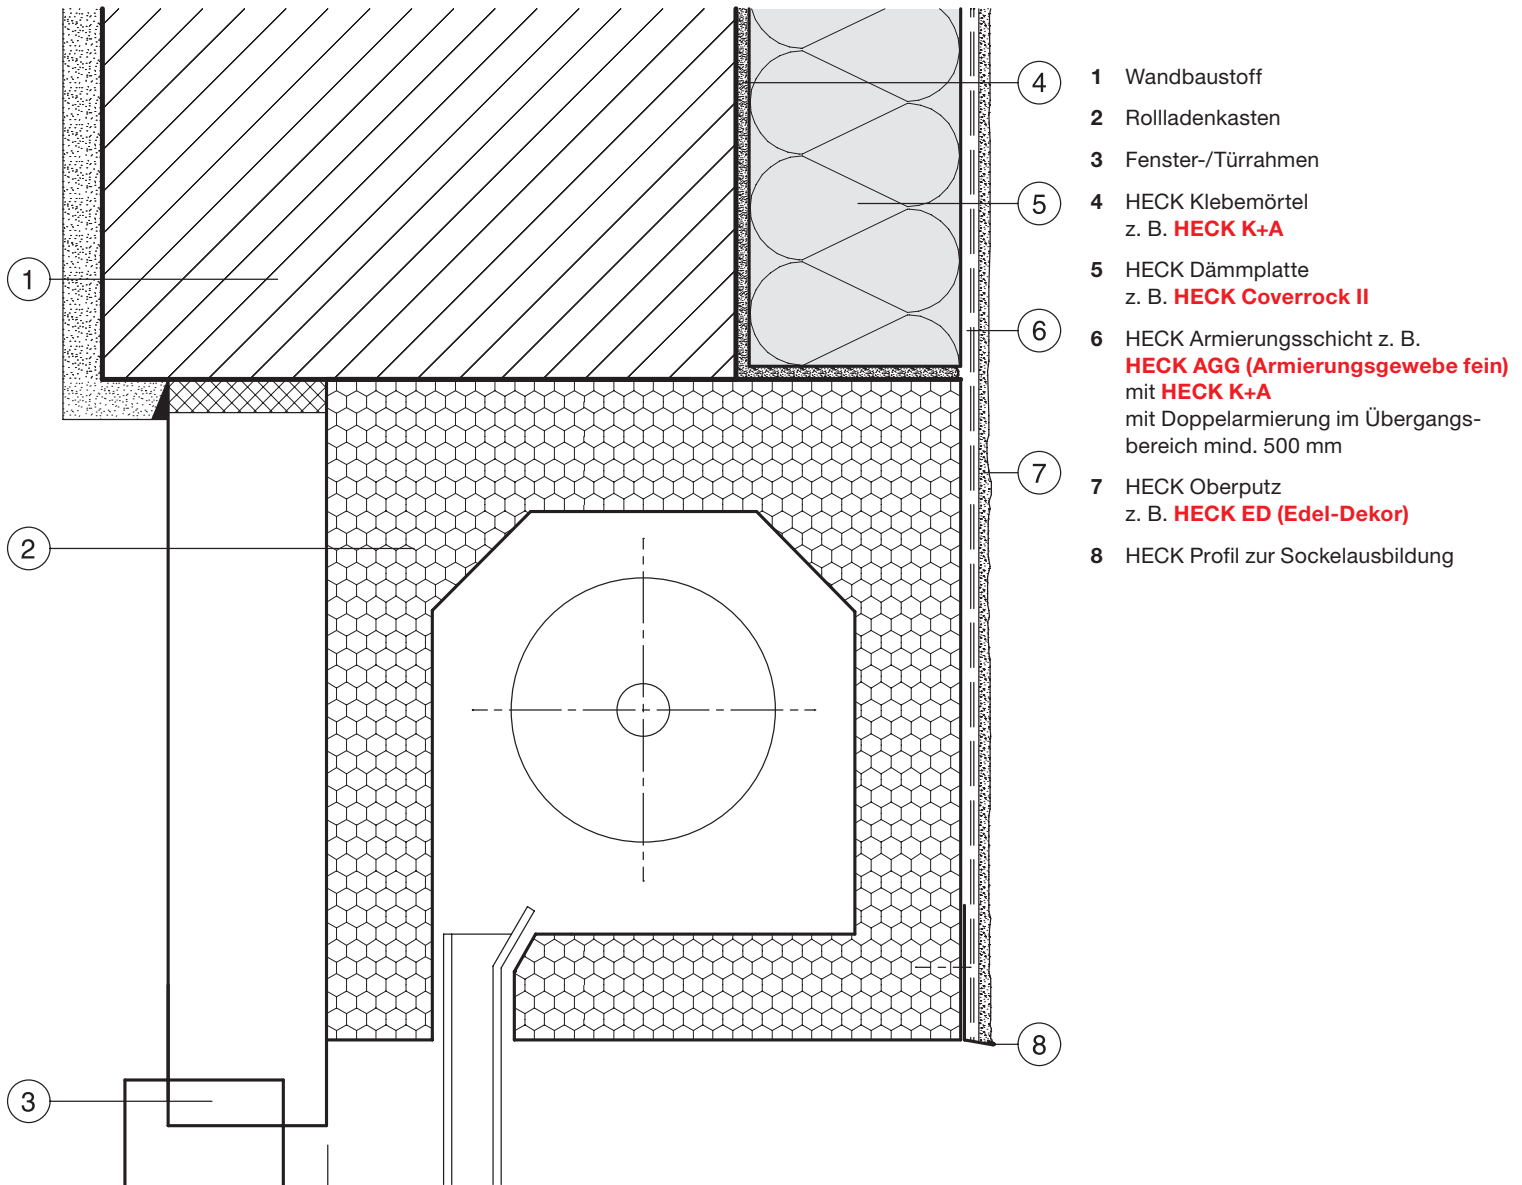 1 Wandbaustoff
2 Rollladenkasten
3 Fenster-/Türrahmen
4 HECK Klebemörtel
z. B. HECK K+A
5 HECK Dämmplatte
z. B. HECK Coverrock II
6 HECK Armierungsschicht z. B.
HECK AGG (Armierungsgewebe fein)
mit HECK K+A
mit Doppelarmierung im Übergangs-
bereich mind. 500 mm
7 HECK Oberputz
z. B. HECK ED (Edel-Dekor)
8 HECK Profil zur Sockelausbildung
1
2
3
4
5
6
7
8